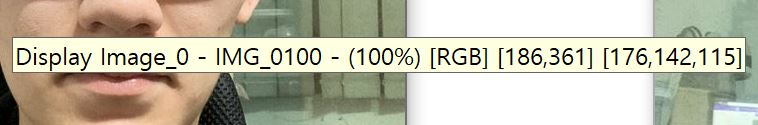 Display Image_0 - IMG_0100 - (100%) [RGB] [186,361] [176,142,115]